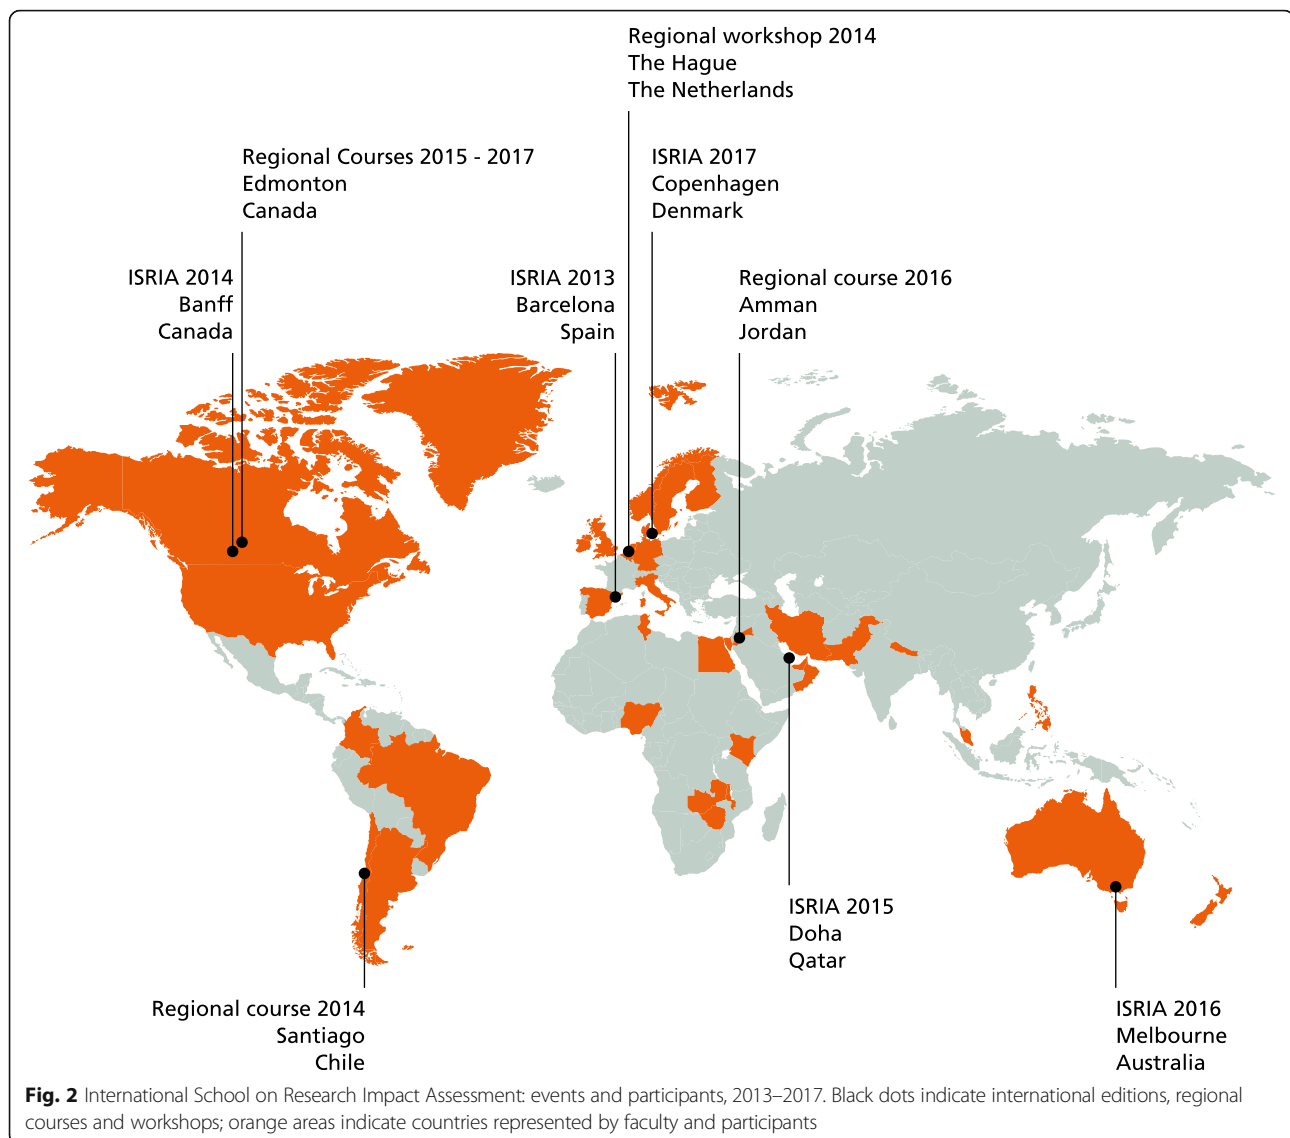 Regional workshop 2014
The Hague
The Netherlands
Regional Courses 2015 - 2017
Edmonton
Canada
ISRIA 2017
Copenhagen
Denmark
ISRIA 2014
Banff
Canada
ISRIA 2013
Barcelona
Spain
Regional course 2016
Amman
Jordan
ISRIA 2015
Doha
Qatar
Regional course 2014
Santiago
Chile
ISRIA 2016
Melbourne
Australia
Fig. 2 International School on Research Impact Assessment: events and participants, 2013–2017. Black dots indicate international editions, regional
courses and workshops; orange areas indicate countries represented by faculty and participants